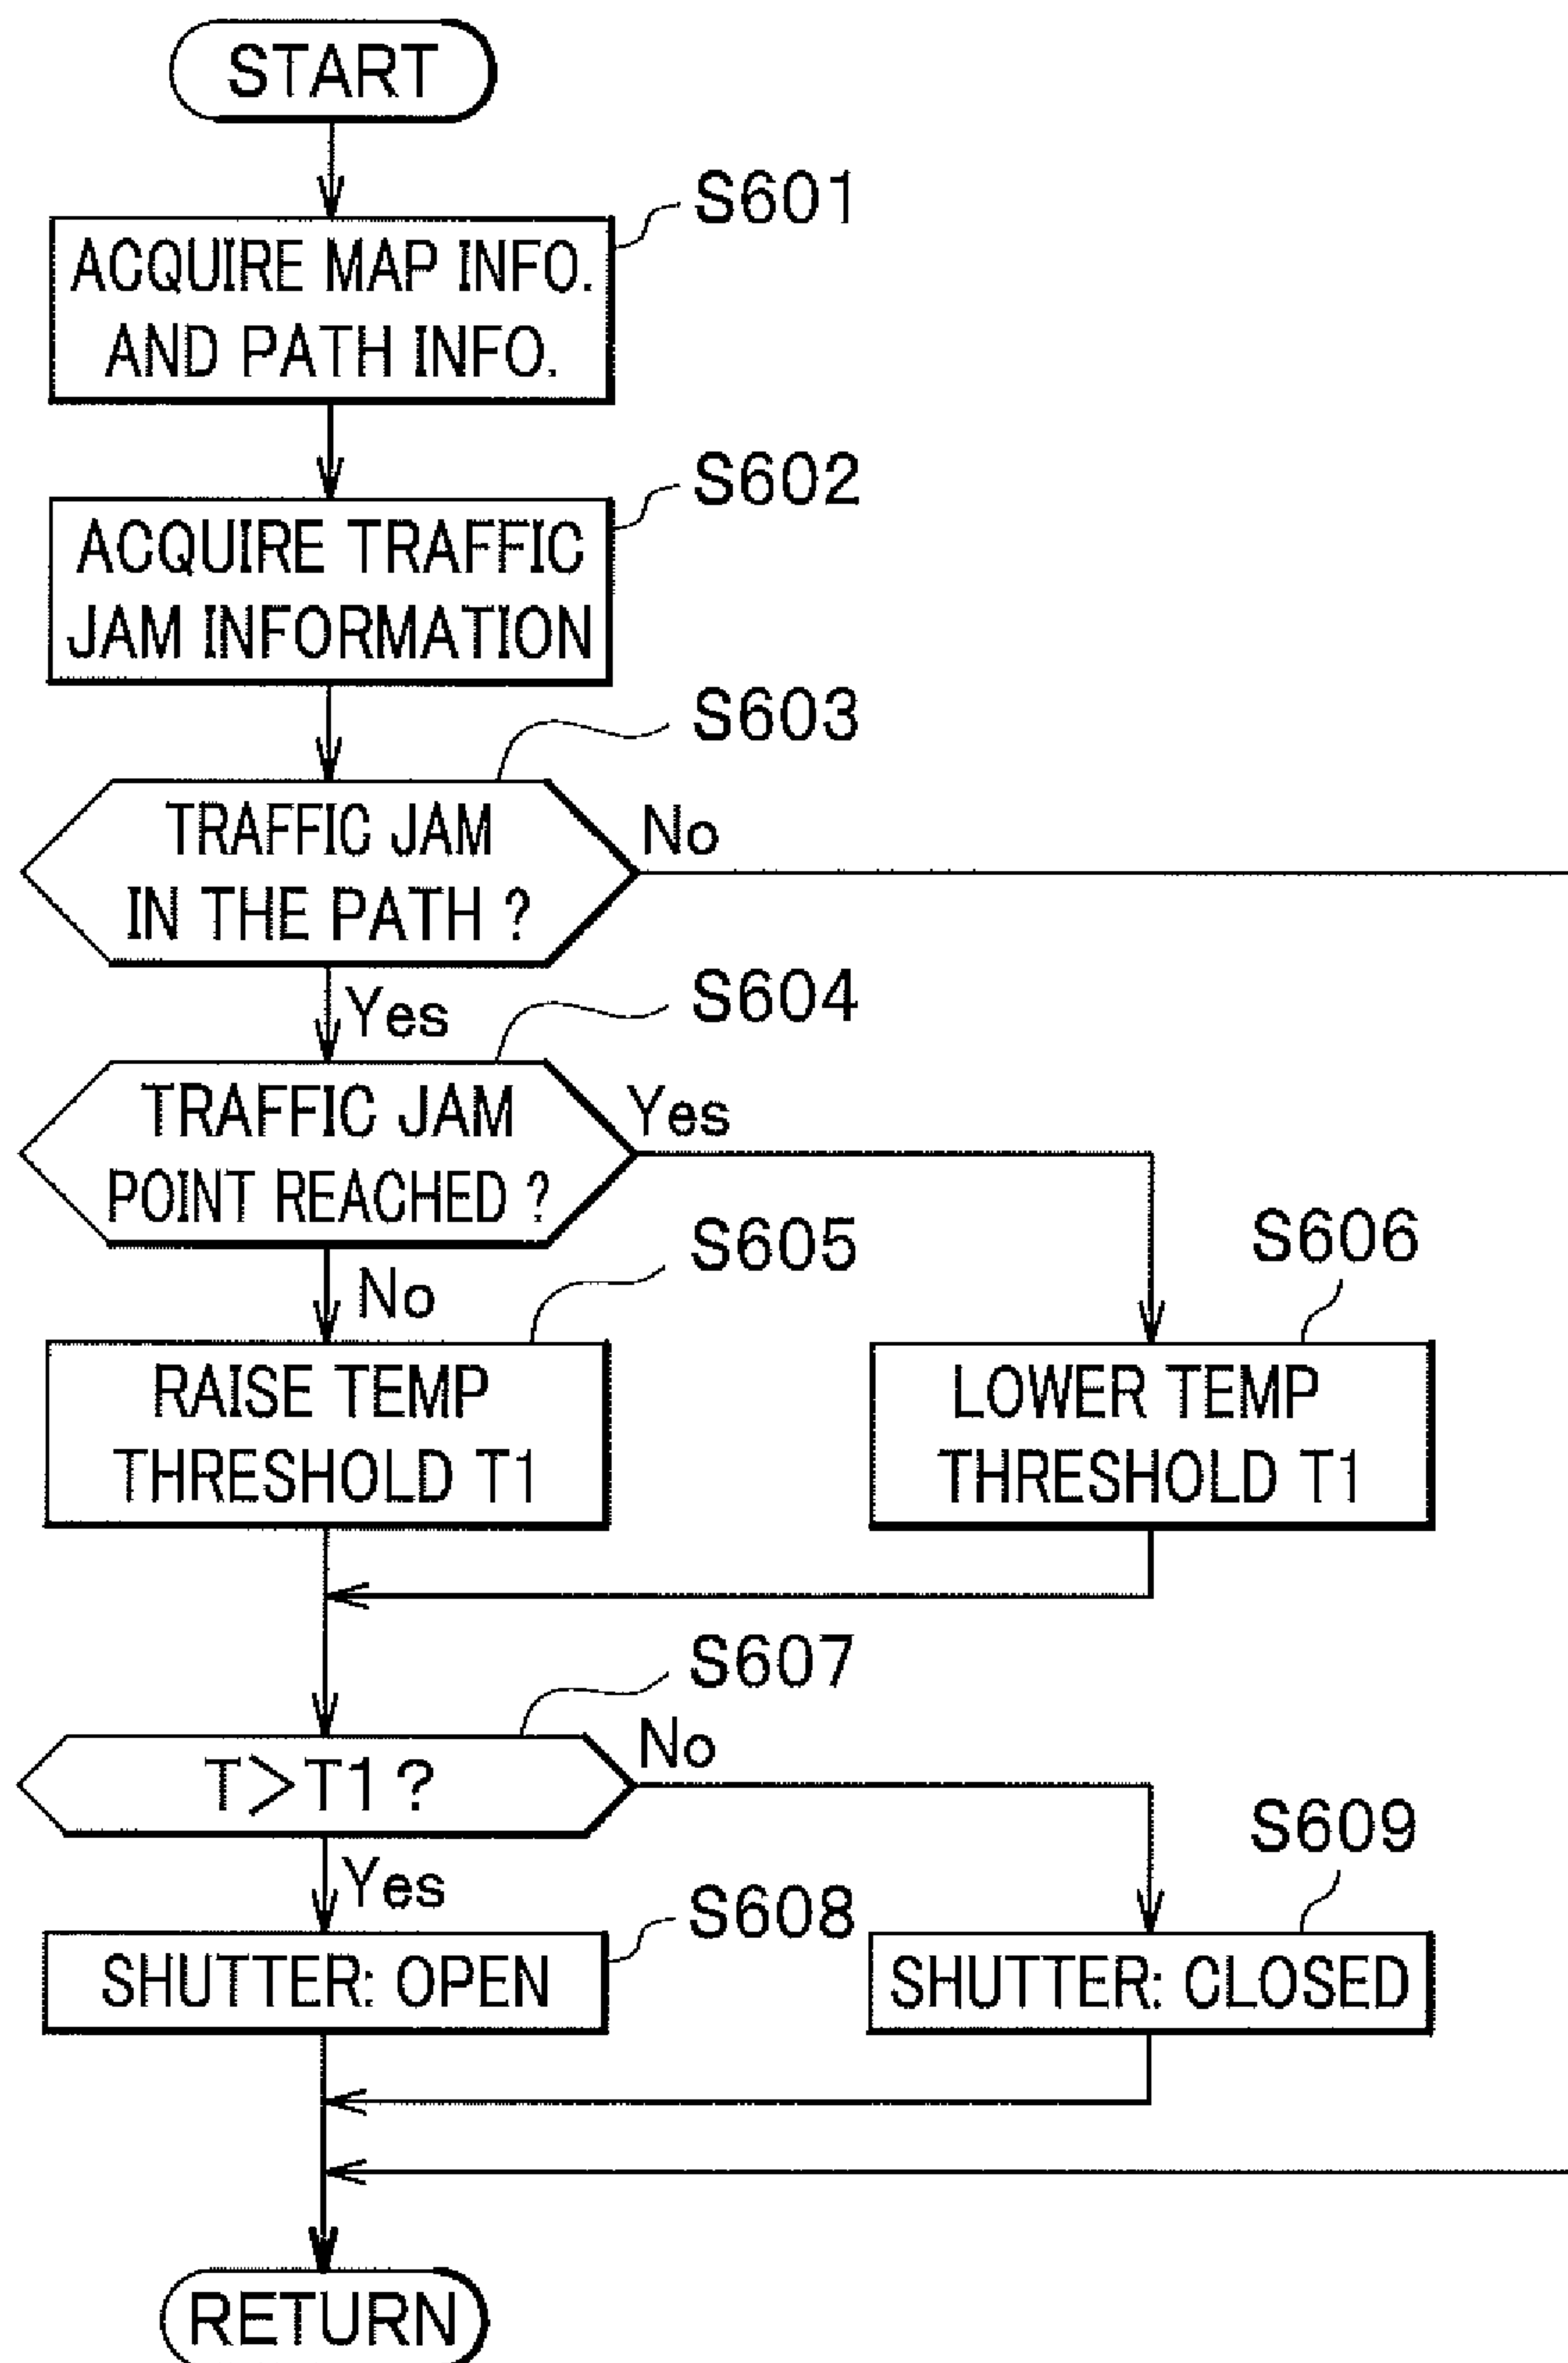 START
S601
ACQUIRE MAP INFO.
AND PATH INFO.
S602
ACQUIRE TRAFFIC
JAM INFORMATION
S603
TRAFFIC JAM
IN THE PATH ?
No
Yes
S604
TRAFFIC JAM
POINT REACHED ?
Yes
No
S605
RAISE TEMP
THRESHOLD T1
S606
LOWER TEMP
THRESHOLD T1
S607
T>T1 ?
No
Yes
S608
SHUTTER: OPEN
S609
SHUTTER: CLOSED
RETURN